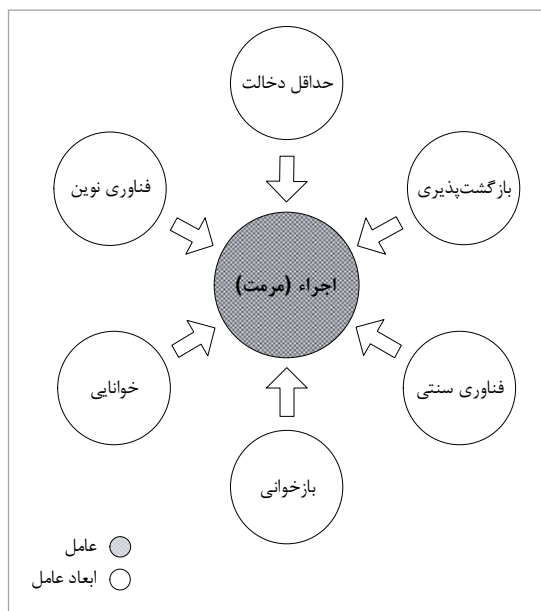 حداقل دخالت
بازگشت‌پذیری
فناوری نوین
اجراء (مرمت)
فناوری سنتی
خوانایی
بازخوانی
عامل
ابعاد عامل